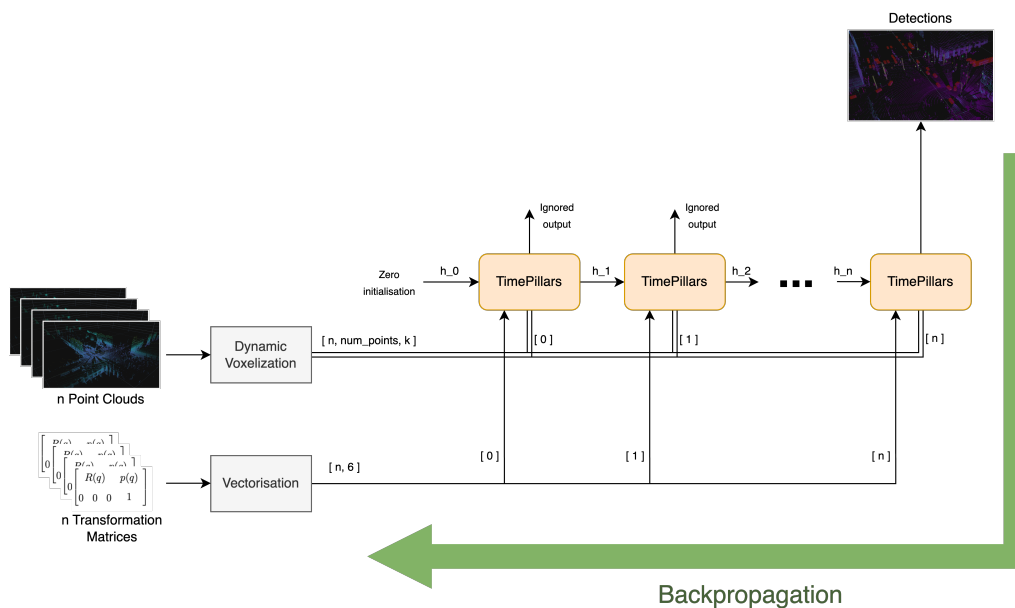 Detections
Ignored
output
Ignored
output
Zero
initialisation
h_0
TimePillars
h_1
TimePillars
h_2
...
h_n
TimePillars
Dynamic
Voxelization
[ n, num_points, k ]
[ 0 ]
[ 1 ]
[ n ]
n Point Clouds
R(q) p(q)
0 0 0 1
n Transformation
Matrices
Vectorisation
[ n, 6 ]
[ 0 ]
[ 1 ]
[ n ]
Backpropagation